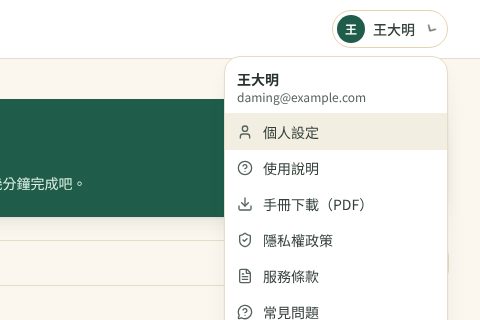 王 王大明
王大明
daming@example.com
個人設定
使用說明
分鐘完成吧。
手冊下載（PDF）
隱私權政策
服務條款
常見問題